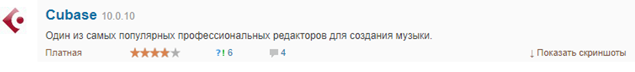 Cubase 10.0.10
Один из самых популярных профессиональных редакторов для создания музыки.
Платная ?! 6 4 ↓ Показать скриншоты